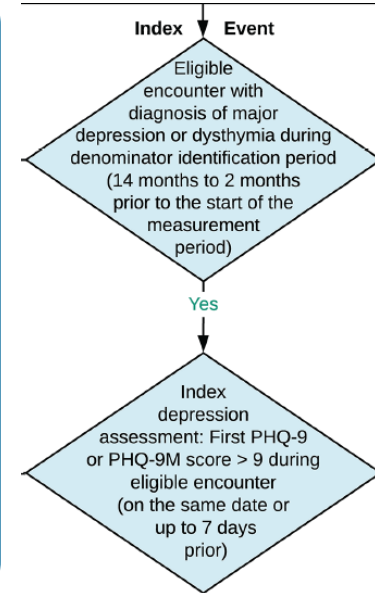 Index Event
Eligible
encounter with
diagnosis of major
depression or dysthymia during
denominator identification period
(14 months to 2 months
prior to the start of the
measurement
period)
Yes
Index
depression
assessment: First PHQ-9
or PHQ-9M score > 9 during
eligible encounter
(on the same date or
up to 7 days
prior)